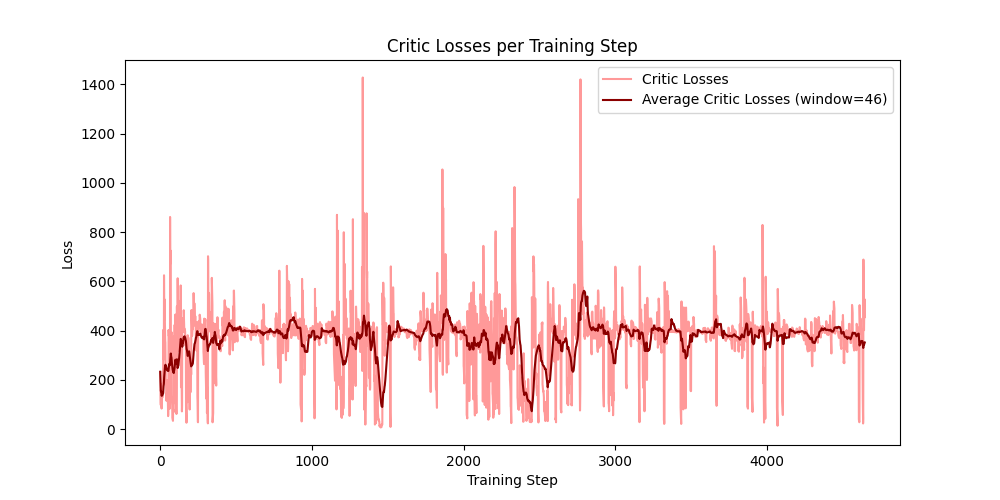 Critic Losses per Training Step
Critic Losses
Average Critic Losses (window=46)
Loss
1400
1200
1000
800
600
400
200
0
0 1000 2000 3000 4000
Training Step